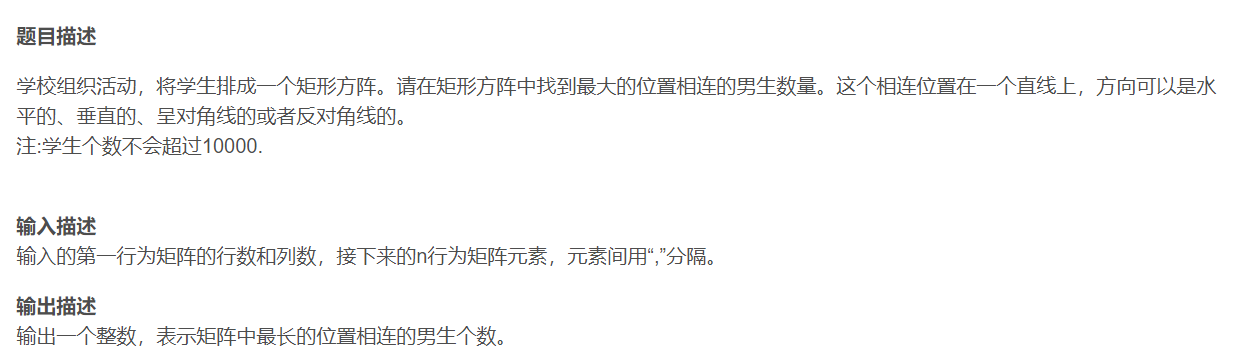 题目描述
学校组织活动，将学生排成一个矩形方阵。请在矩形方阵中找到最大的位置相连的男生数量。这个相连位置在一个直线上，方向可以是水
平的、垂直的、呈对角线的或者反对角线的。
注:学生个数不会超过10000.
输入描述
输入的第一行为矩阵的行数和列数，接下来的n行为矩阵元素，元素间用“,”分隔。
输出描述
输出一个整数，表示矩阵中最长的位置相连的男生个数。